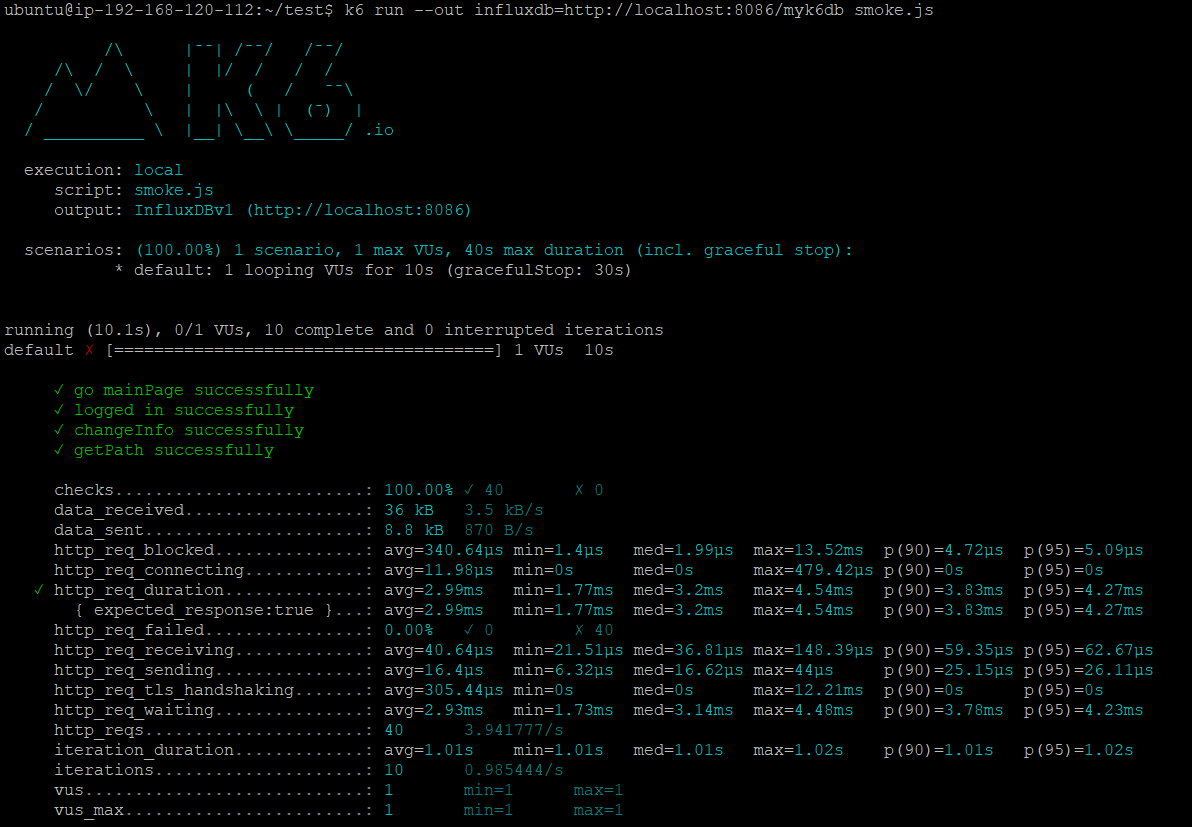 ubuntu@ip-192-168-120-112:~/test$ k6 run --out influxdb=http://localhost:8086/myk6db smoke.js
          /\      |‾‾| /‾‾/   /‾‾/
     /\  /  \     |  |/  /   /  /
    /  \/    \    |     (   /   ‾‾\
   /          \   |  |\  \ |  (‾)  |
  / __________ \  |__| \__\ \_____/ .io
  execution: local
     script: smoke.js
     output: InfluxDBv1 (http://localhost:8086)
  scenarios: (100.00%) 1 scenario, 1 max VUs, 40s max duration (incl. graceful stop):
           * default: 1 looping VUs for 10s (gracefulStop: 30s)
running (10.1s), 0/1 VUs, 10 complete and 0 interrupted iterations
default ✗ [======================================] 1 VUs  10s
     ✓ go mainPage successfully
     ✓ logged in successfully
     ✓ changeInfo successfully
     ✓ getPath successfully
     checks.........................: 100.00% ✓ 40       ✗ 0
     data_received..................: 36 kB   3.5 kB/s
     data_sent......................: 8.8 kB  870 B/s
     http_req_blocked...............: avg=340.64µs min=1.4µs   med=1.99µs  max=13.52ms  p(90)=4.72µs  p(95)=5.09µs
     http_req_connecting............: avg=11.98µs  min=0s      med=0s      max=479.42µs p(90)=0s      p(95)=0s
   ✓ http_req_duration..............: avg=2.99ms   min=1.77ms  med=3.2ms   max=4.54ms   p(90)=3.83ms  p(95)=4.27ms
       { expected_response:true }...: avg=2.99ms   min=1.77ms  med=3.2ms   max=4.54ms   p(90)=3.83ms  p(95)=4.27ms
     http_req_failed................: 0.00%   ✓ 0        ✗ 40
     http_req_receiving.............: avg=40.64µs  min=21.51µs med=36.81µs max=148.39µs p(90)=59.35µs p(95)=62.67µs
     http_req_sending...............: avg=16.4µs   min=6.32µs  med=16.62µs max=44µs     p(90)=25.15µs p(95)=26.11µs
     http_req_tls_handshaking.......: avg=305.44µs min=0s      med=0s      max=12.21ms  p(90)=0s      p(95)=0s
     http_req_waiting...............: avg=2.93ms   min=1.73ms  med=3.14ms  max=4.48ms   p(90)=3.78ms  p(95)=4.23ms
     http_reqs......................: 40      3.941777/s
     iteration_duration.............: avg=1.01s    min=1.01s   med=1.01s   max=1.02s    p(90)=1.01s   p(95)=1.02s
     iterations.....................: 10      0.985444/s
     vus............................: 1       min=1      max=1
     vus_max........................: 1       min=1      max=1